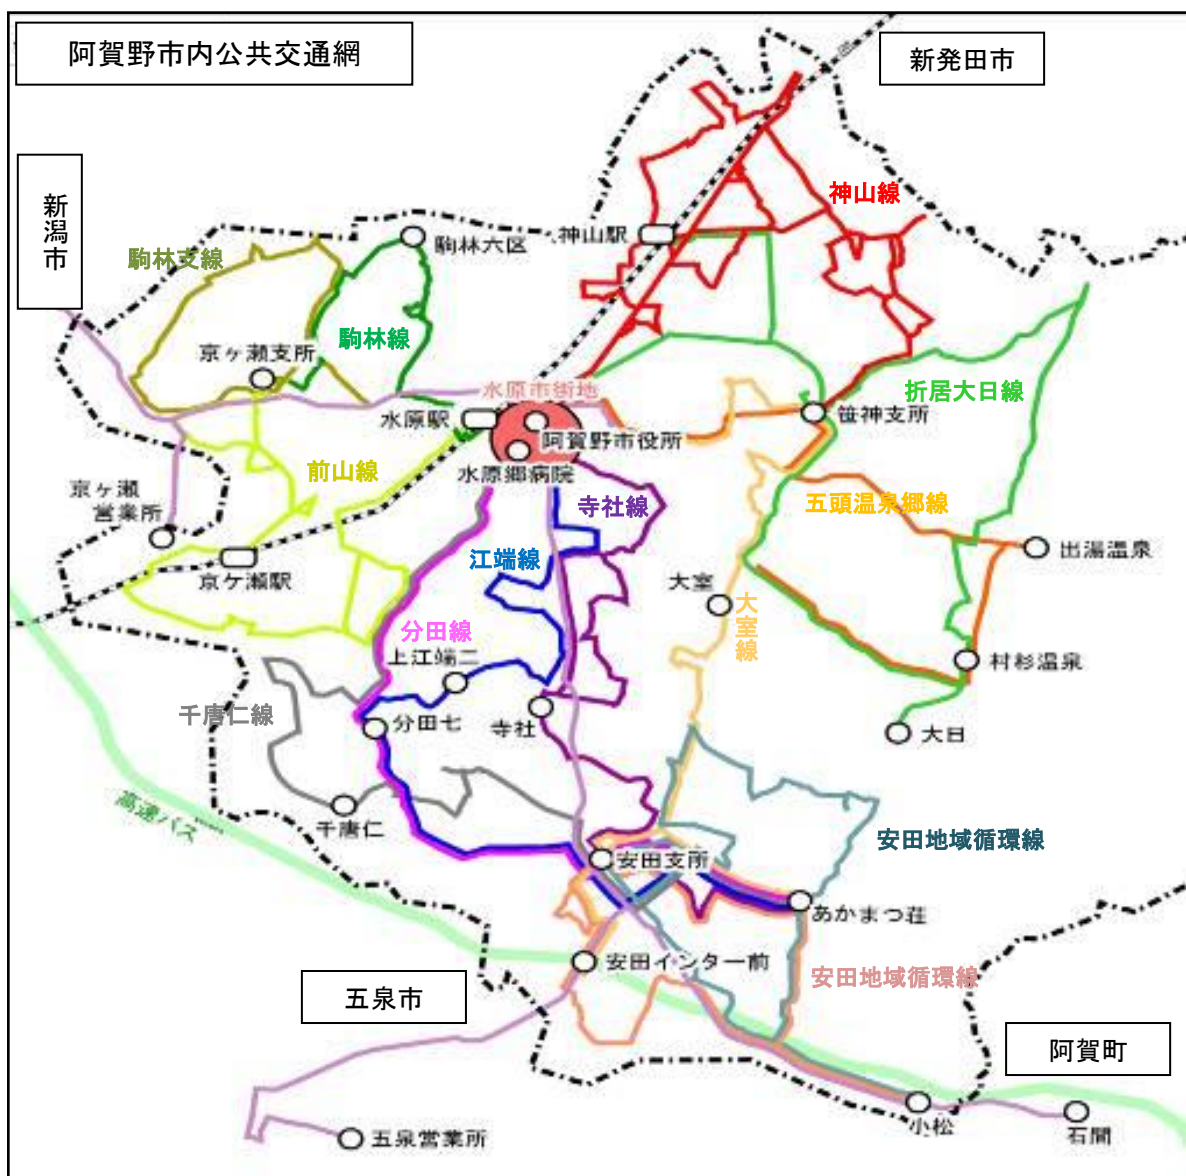 阿賀野市内公共交通網
新発田市
新潟市
神山線
駒林支線
駒林六区
神山駅
駒林線
京ヶ瀬支所
水原市街地
折居大日線
水原駅
阿賀野市役所
笹神支所
水原郷病院
前山線
京ヶ瀬
営業所
寺社線
五頭温泉郷線
江端線
出湯温泉
京ケ瀬駅
大室
大室線
分田線
上江端二
村杉温泉
千唐仁線
分田七
寺社
大日
高速バス
千唐仁
安田地域循環線
安田支所
あかまつ荘
安田インター前
安田地域循環線
五泉市
阿賀町
小松
石間
五泉営業所